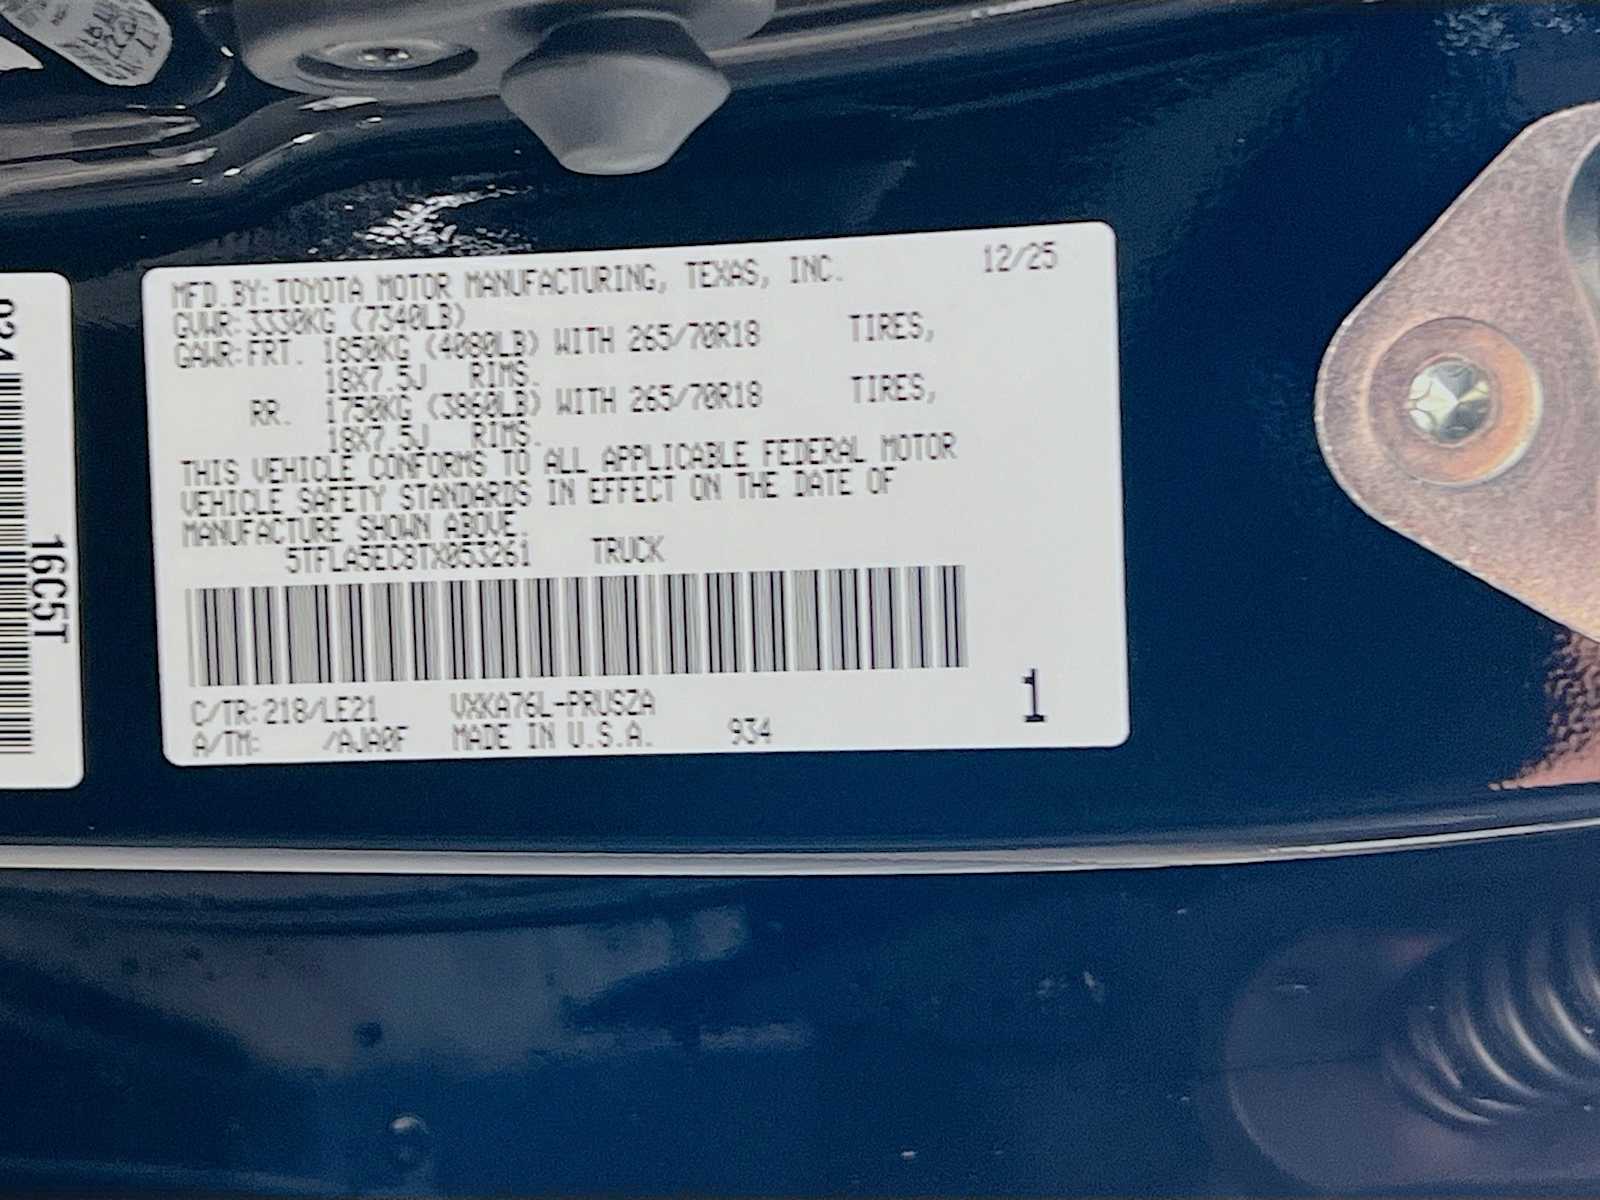 MFD.BY:TOYOTA MOTOR MANUFACTURING, TEXAS, INC. 12/25
GVWR:3330KG (7340LB)
GAWR:FRT. 1850KG (4080LB) WITH 265/70R18 TIRES,
18X7.5J RIMS.
RR. 1750KG (3860LB) WITH 265/70R18 TIRES,
18X7.5J RIMS.
THIS VEHICLE CONFORMS TO ALL APPLICABLE FEDERAL MOTOR
VEHICLE SAFETY STANDARDS IN EFFECT ON THE DATE OF
MANUFACTURE SHOWN ABOVE.
5TFLA5EC8TX053261 TRUCK
C/TR:218/LE21 VXKA76L-PRUSZA
A/TM: /AJA0F MADE IN U.S.A. 934
1
16C5T